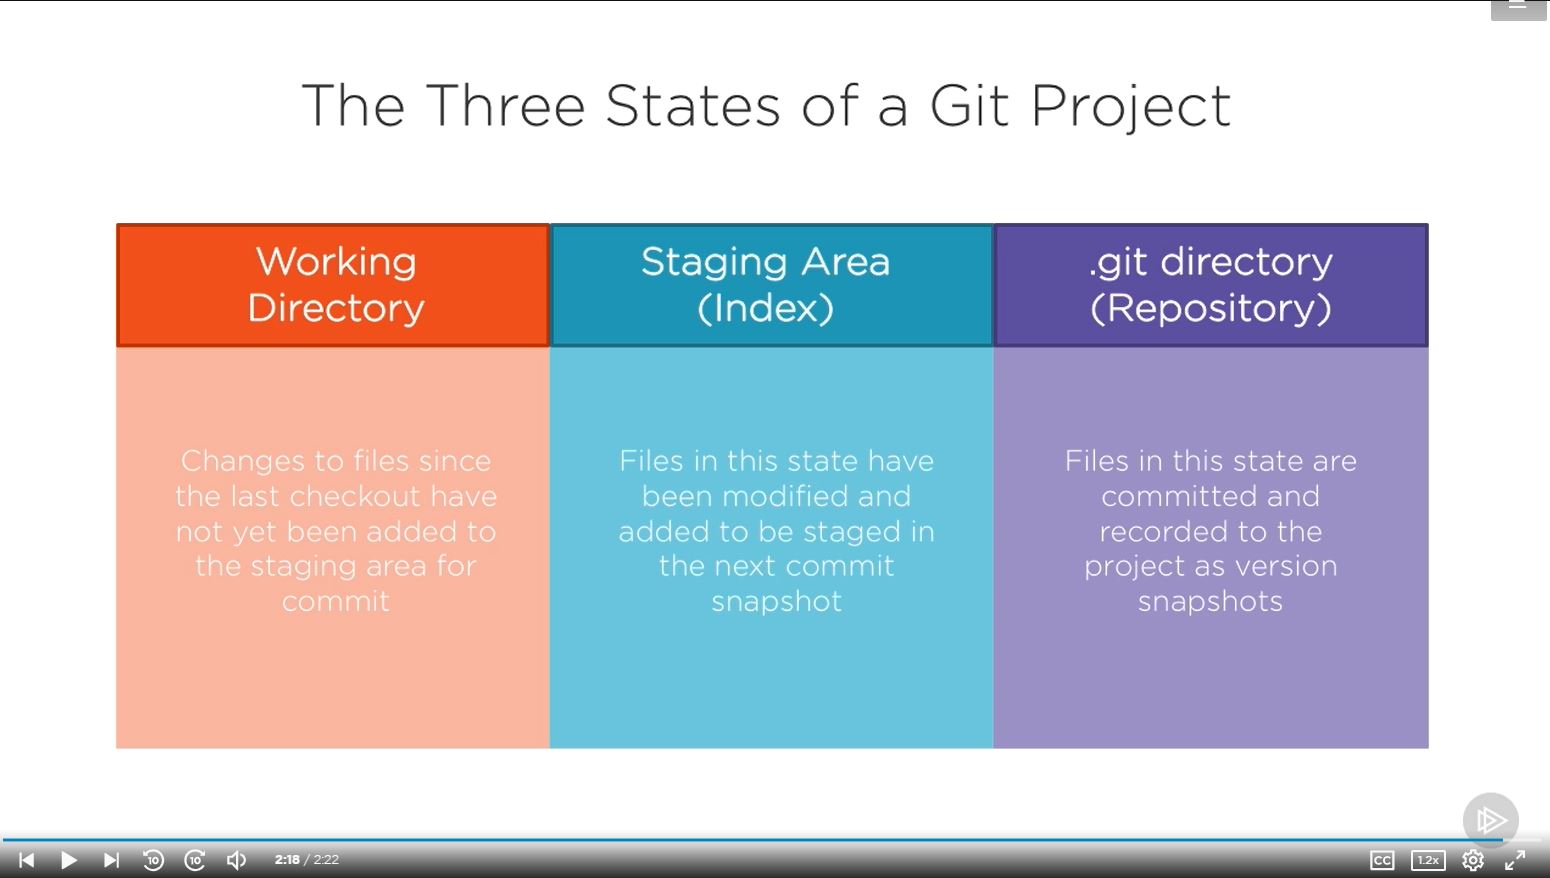 The Three States of a Git Project
Working
Directory
Staging Area
(Index)
.git directory
(Repository)
Changes to files since
the last checkout have
not yet been added to
the staging area for
commit
Files in this state have
been modified and
added to be staged in
the next commit
snapshot
Files in this state are
committed and
recorded to the
project as version
snapshots
10
10
2:18 / 2:22
CC
1.2x